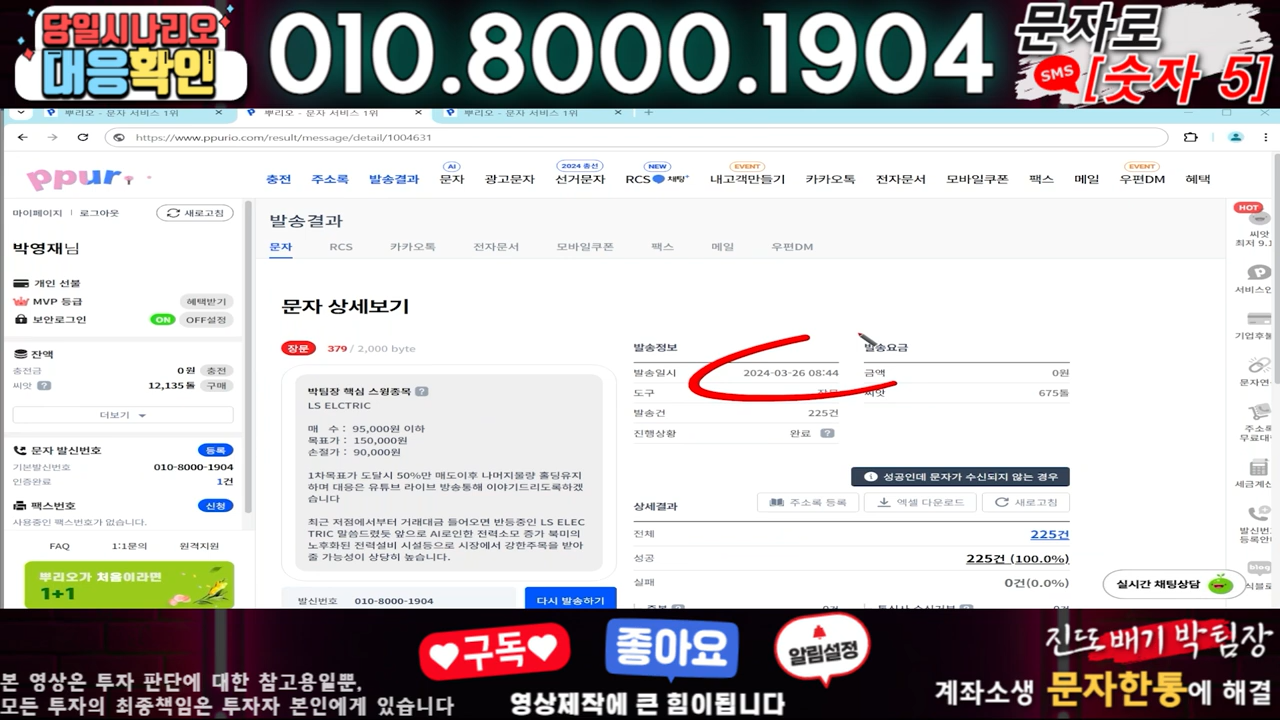 당일시나리오
대응확인
010.8000.1904
문자로
SMS
[숫자 5]
뿌리오 - 문자 서비스 1위
뿌리오 - 문자 서비스 1위
뿌리오 - 문자 서비스 1위
https://www.ppurio.com/result/message/detail/1004631
ppurio
AI
2024 총선
NEW
EVENT
EVENT
충전
주소록
발송결과
문자
광고문자
선거문자
RCS 채팅+
내고객만들기
카카오톡
전자문서
모바일쿠폰
팩스
메일
우편DM
혜택
마이페이지 | 로그아웃
새로고침
박영재님
개인 선불
MVP 등급
혜택받기
보안로그인
ON
OFF설정
잔액
충전금
0원
충전
씨앗 ?
12,135톨
구매
더보기
문자 발신번호
등록
기본발신번호
010-8000-1904
인증완료
1건
팩스번호
신청
사용중인 팩스번호가 없습니다.
FAQ
1:1문의
원격지원
뿌리오가 처음이라면
1+1
발송결과
문자
RCS
카카오톡
전자문서
모바일쿠폰
팩스
메일
우편DM
문자 상세보기
장문
379 / 2,000 byte
박팀장 핵심 스윙종목 ?
LS ELCTRIC
매 수 : 95,000원 이하
목표가 : 150,000원
손절가 : 90,000원
1차목표가 도달시 50%만 매도이후 나머지물량 홀딩유지
하며 대응은 유튜브 라이브 방송통해 이야기드리도록하겠
습니다
최근 저점에서부터 거래대금 들어오면 반등중인 LS ELEC
TRIC 말씀드렸듯 앞으로 AI로인한 전력소모 증가 북미의
노후화된 전력설비 시설등으로 시장에서 강한주목을 받아
줄 가능성이 상당히 높습니다.
발신번호
010-8000-1904
다시 발송하기
발송정보
발송일시
2024-03-26 08:44
도구
장문
발송건
225건
진행상황
완료 ?
발송요금
금액
0원
씨앗
675톨
성공인데 문자가 수신되지 않는 경우
상세결과
주소록 등록
엑셀 다운로드
새로고침
전체
225건
성공
225건 (100.0%)
실패
0건(0.0%)
HOT
씨앗
최저 9.1
서비스인
기업후불
문자연
주소록
무료대
세금계산
발신번호
등록안
blog
실시간 채팅상담
구독
좋아요
알림설정
진또배기 박팀장
본 영상은 투자 판단에 대한 참고용일뿐,
모든 투자의 최종책임은 투자자 본인에게 있습니다
영상제작에 큰 힘이됩니다
계좌소생 문자한통에 해결